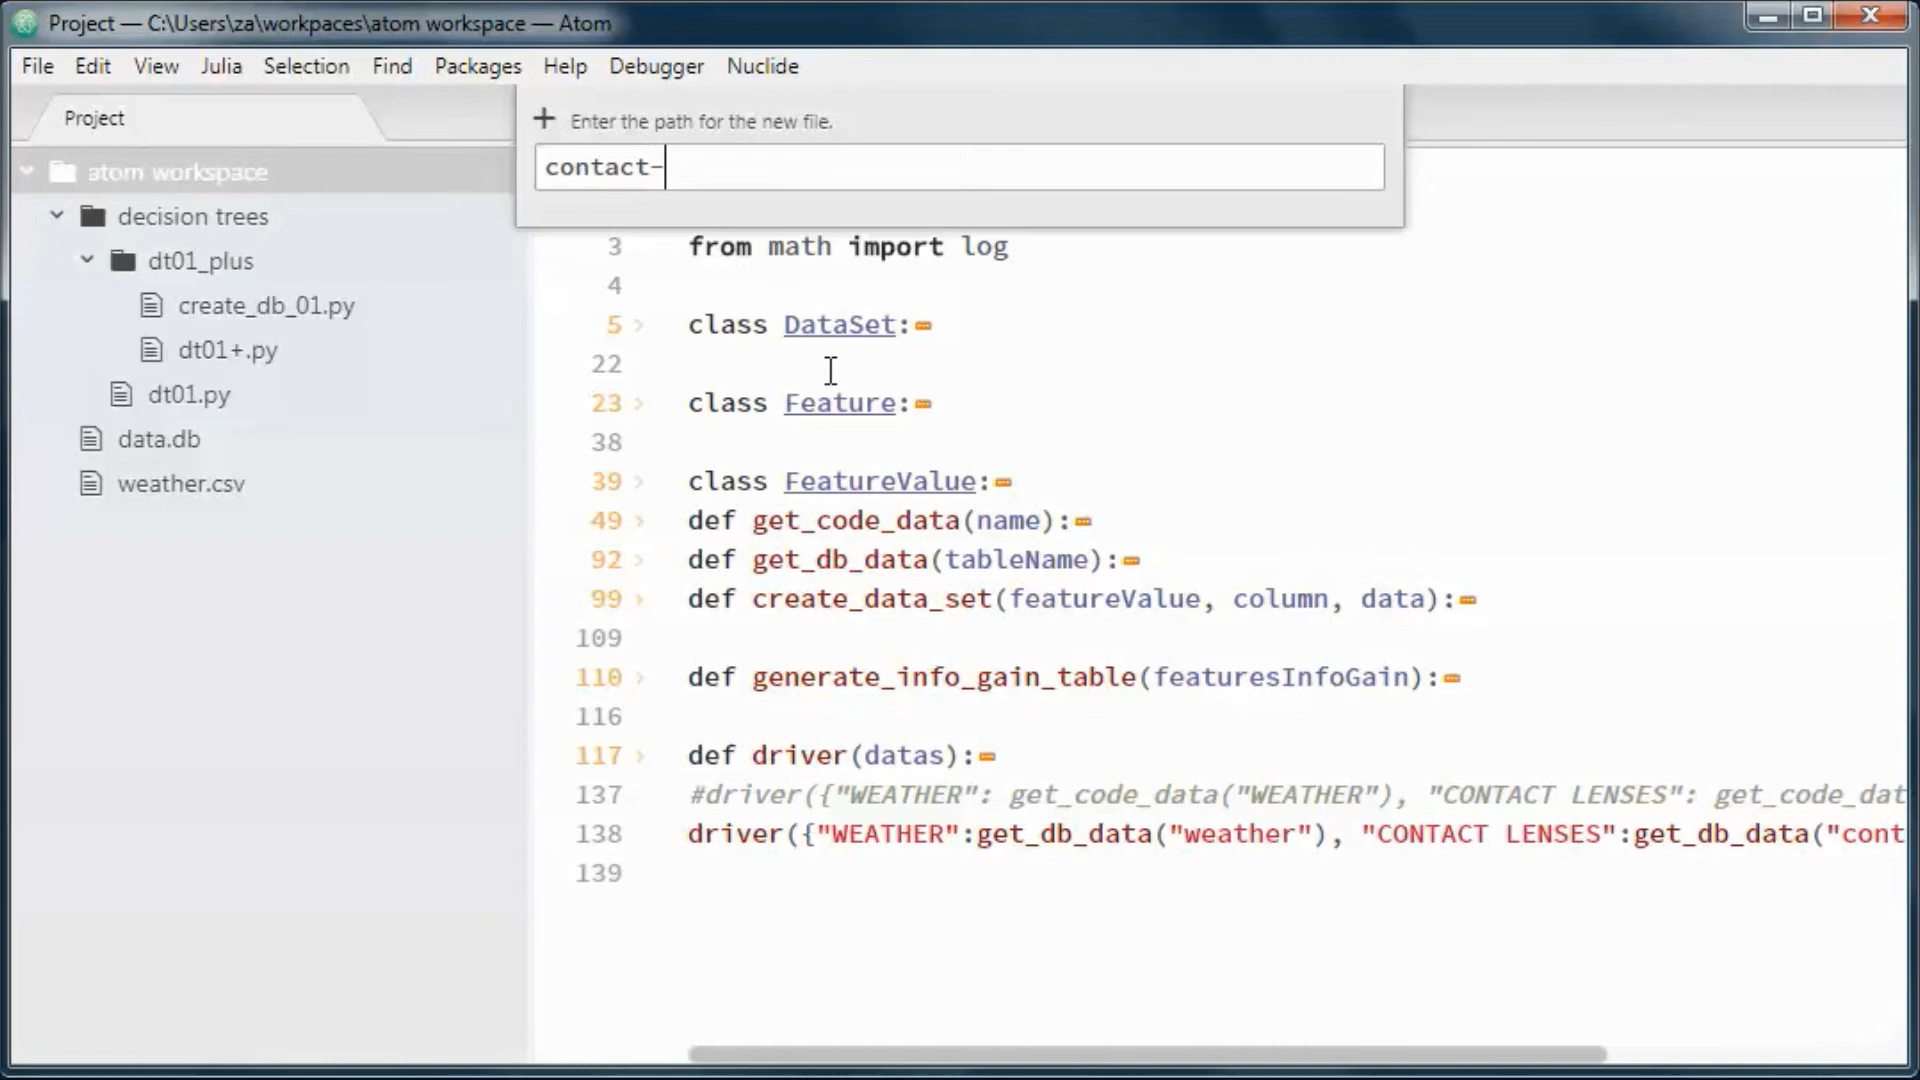 Project — C:\Users\za\workpaces\atom workspace — Atom
File Edit View Julia Selection Find Packages Help Debugger Nuclide
Project
Enter the path for the new file.
contact-
atom workspace
decision trees
dt01_plus
create_db_01.py
dt01+.py
dt01.py
data.db
weather.csv
3 from math import log
4
5 class DataSet:
22
23 class Feature:
38
39 class FeatureValue:
49 def get_code_data(name):
92 def get_db_data(tableName):
99 def create_data_set(featureValue, column, data):
109
110 def generate_info_gain_table(featuresInfoGain):
116
117 def driver(datas):
137 #driver({"WEATHER": get_code_data("WEATHER"), "CONTACT LENSES": get_code_dat
138 driver({"WEATHER":get_db_data("weather"), "CONTACT LENSES":get_db_data("cont
139